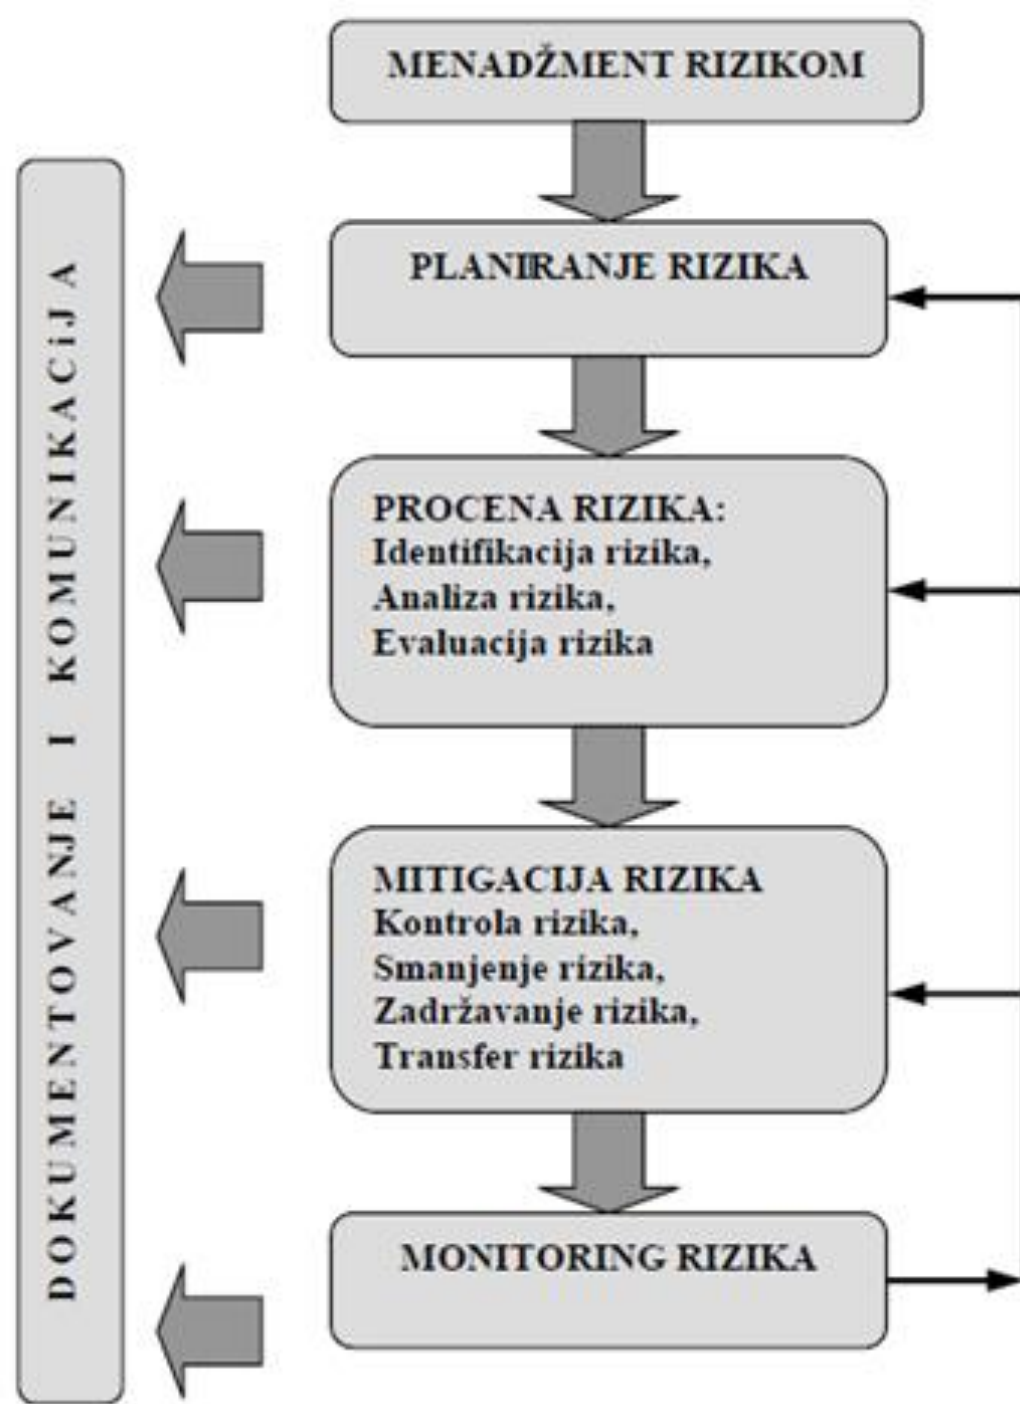 MENADŽMENT RIZIKOM
PLANIRANJE RIZIKA
PROCENA RIZIKA:
Identifikacija rizika,
Analiza rizika,
Evaluacija rizika
MITIGACIJA RIZIKA
Kontrola rizika,
Smanjenje rizika,
Zadržavanje rizika,
Transfer rizika
MONITORING RIZIKA
DOKUMENTOVANJE I KOMUNIKACiJA